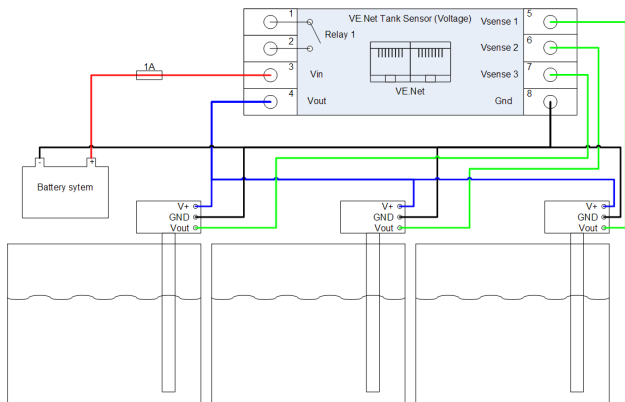 1
VE.Net Tank Sensor (Voltage)
Vsense 1
5
Relay 1
2
Vsense 2
6
1A
3
Vin
Vsense 3
7
VE.Net
4
Vout
Gnd
8
- +
Battery sytem
V+
GND
Vout
V+
GND
Vout
V+
GND
Vout